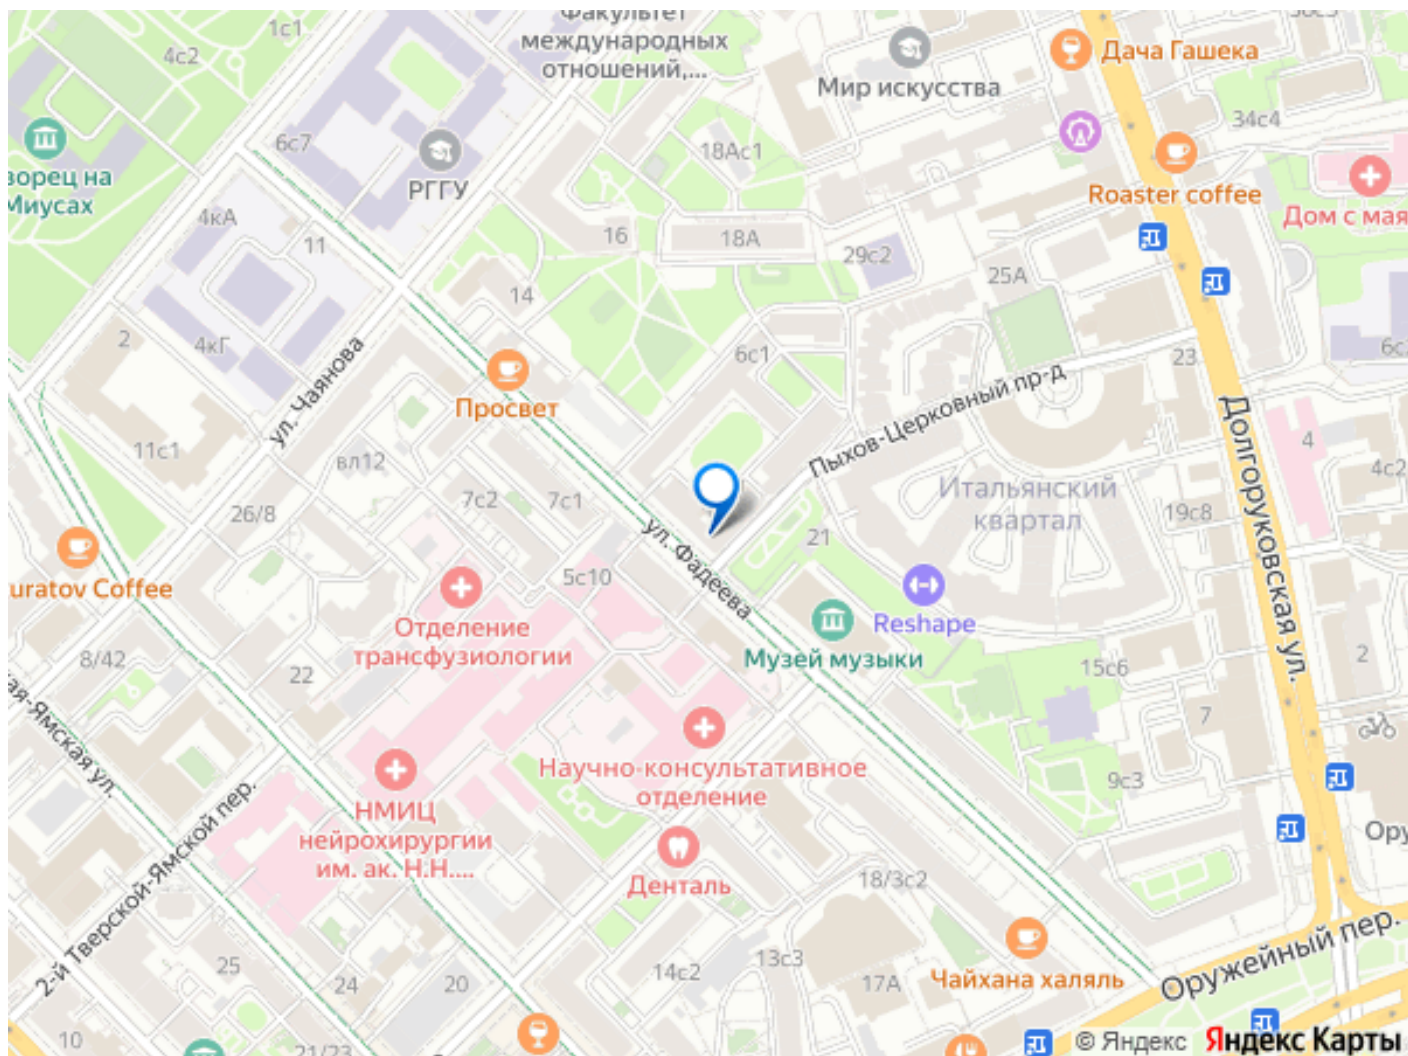 1с1
Факультет
международных
отношений,...
4с2
Мир искусства
Дача Гашека
34с4
6с7
РГГУ
18Ас1
Roaster coffee
ворец на
Миусах
Дом с мая
4кА
11
16
18А
29с2
25А
14
2
4кГ
ул. Чаянова
6с1
23
Просвет
Пыхов-Церковный пр-д
Долгоруковская ул.
11с1
вл12
4
4с2
26/8
7с2
7с1
Итальянский
квартал
19с8
ул. Фадеева
21
uratov Coffee
5с10
Reshape
Отделение
трансфузиологии
Музей музыки
8/42
22
15с6
2
ая-Ямская ул.
7
Научно-консультативное
отделение
9с3
НМИЦ
нейрохирургии
им. ак. Н.Н....
2-й Тверской-Ямской пер.
Денталь
18/3с2
Ору
Оружейный пер.
25
24
20
14с2
13с3
17А
Чайхана халяль
10
21/23
© Яндекс Яндекс Карты